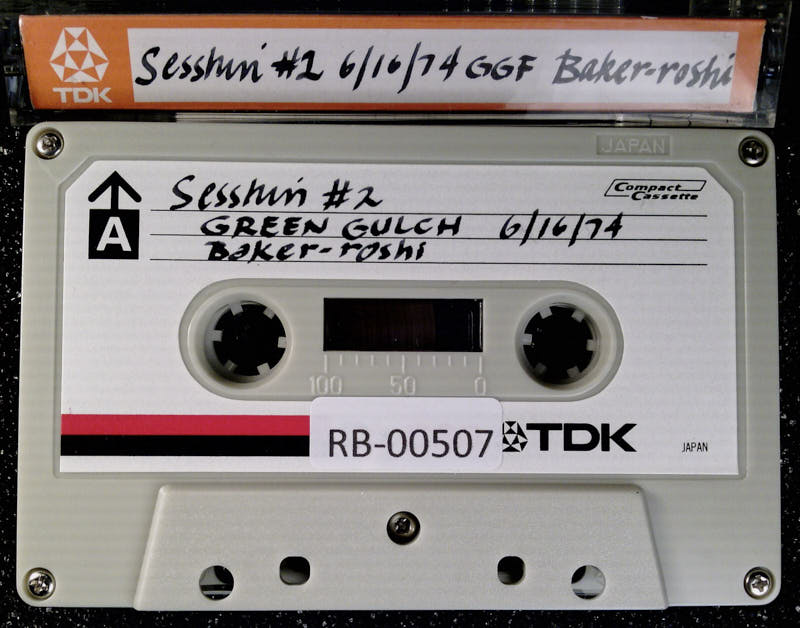 TDK
Sesshin #2 6/16/74 GGF Baker-roshi
JAPAN
A
Sesshin #2
Compact Cassette
GREEN GULCH 6/16/74
Baker-roshi
100 50 0
RB-00507
TDK
JAPAN